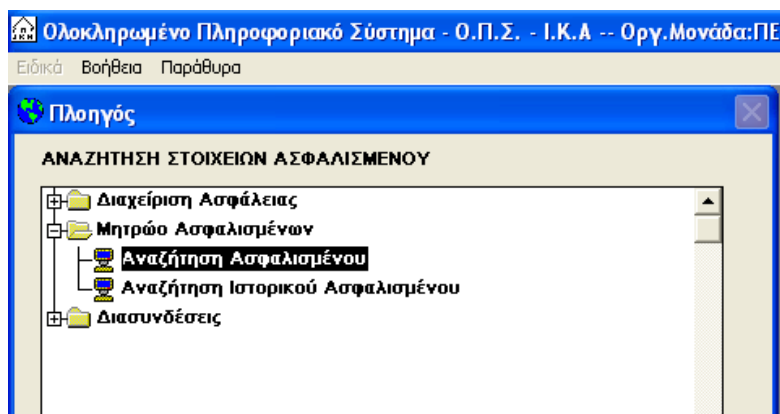 Ολοκληρωμένο Πληροφοριακό Σύστημα - Ο.Π.Σ. - Ι.Κ.Α -- Οργ.Μονάδα:ΠΕ
Ειδικά Βοήθεια Παράθυρα
Πλοηγός
ΑΝΑΖΗΤΗΣΗ ΣΤΟΙΧΕΙΩΝ ΑΣΦΑΛΙΣΜΕΝΟΥ
Διαχείριση Ασφάλειας
Μητρώο Ασφαλισμένων
Αναζήτηση Ασφαλισμένου
Αναζήτηση Ιστορικού Ασφαλισμένου
Διασυνδέσεις